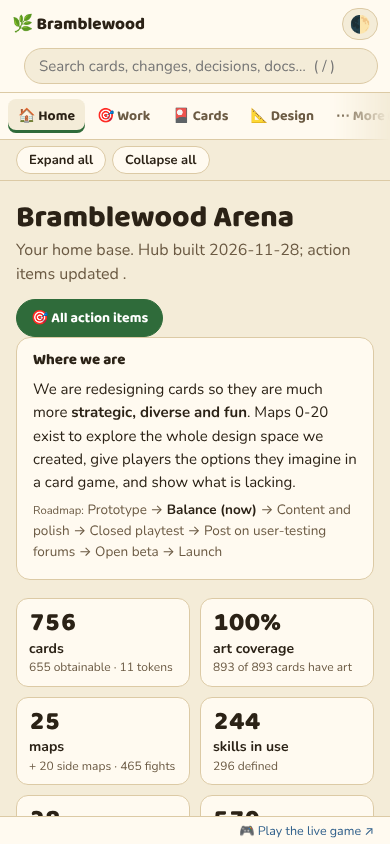 Bramblewood
Search cards, changes, decisions, docs... ( / )
Home Work Cards Design ··· More
Expand all Collapse all
Bramblewood Arena
Your home base. Hub built 2026-11-28; action
items updated .
All action items
Where we are
We are redesigning cards so they are much
more strategic, diverse and fun. Maps 0-20
exist to explore the whole design space we
created, give players the options they imagine in
a card game, and show what is lacking.
Roadmap: Prototype → Balance (now) → Content and
polish → Closed playtest → Post on user-testing
forums → Open beta → Launch
756
cards
655 obtainable · 11 tokens
100%
art coverage
893 of 893 cards have art
25
maps
+ 20 side maps · 465 fights
244
skills in use
296 defined
Play the live game ↗